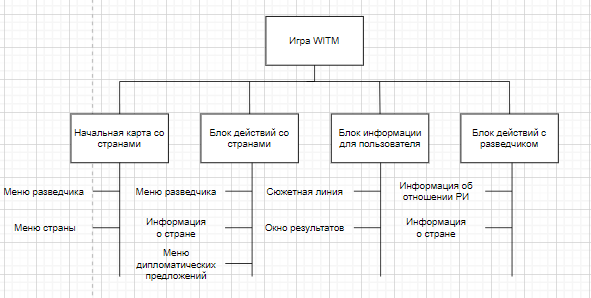 Игра WITM
Начальная карта со
странами
Блок действий со
странами
Блок информации
для пользователя
Блок действий с
разведчиком
Меню разведчика
Меню страны
Меню разведчика
Информация
о стране
Меню
дипломатических
предложений
Сюжетная линия
Окно результатов
Информация об
отношении РИ
Информация
о стране